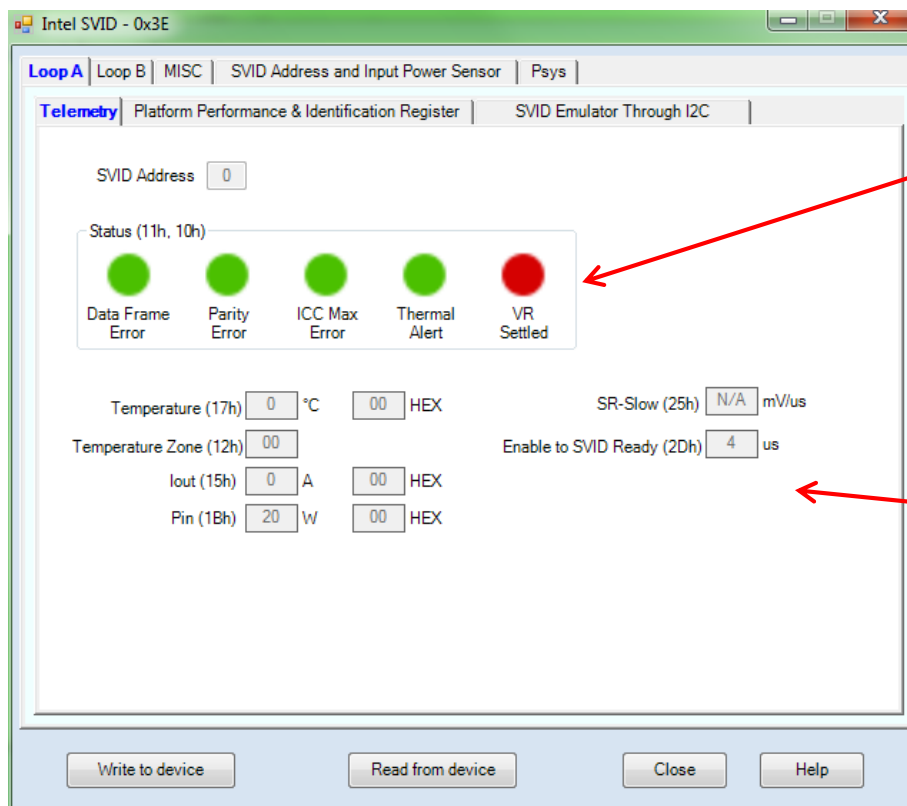 Intel SVID - 0x3E
Loop A Loop B MISC SVID Address and Input Power Sensor Psys
Telemetry Platform Performance & Identification Register SVID Emulator Through I2C
SVID Address 0
Status (11h, 10h)
Data Frame Error Parity Error ICC Max Error Thermal Alert VR Settled
Temperature (17h) 0 °C 00 HEX SR-Slow (25h) N/A mV/us
Temperature Zone (12h) 00 Enable to SVID Ready (2Dh) 4 us
Iout (15h) 0 A 00 HEX
Pin (1Bh) 20 W 00 HEX
Write to device Read from device Close Help